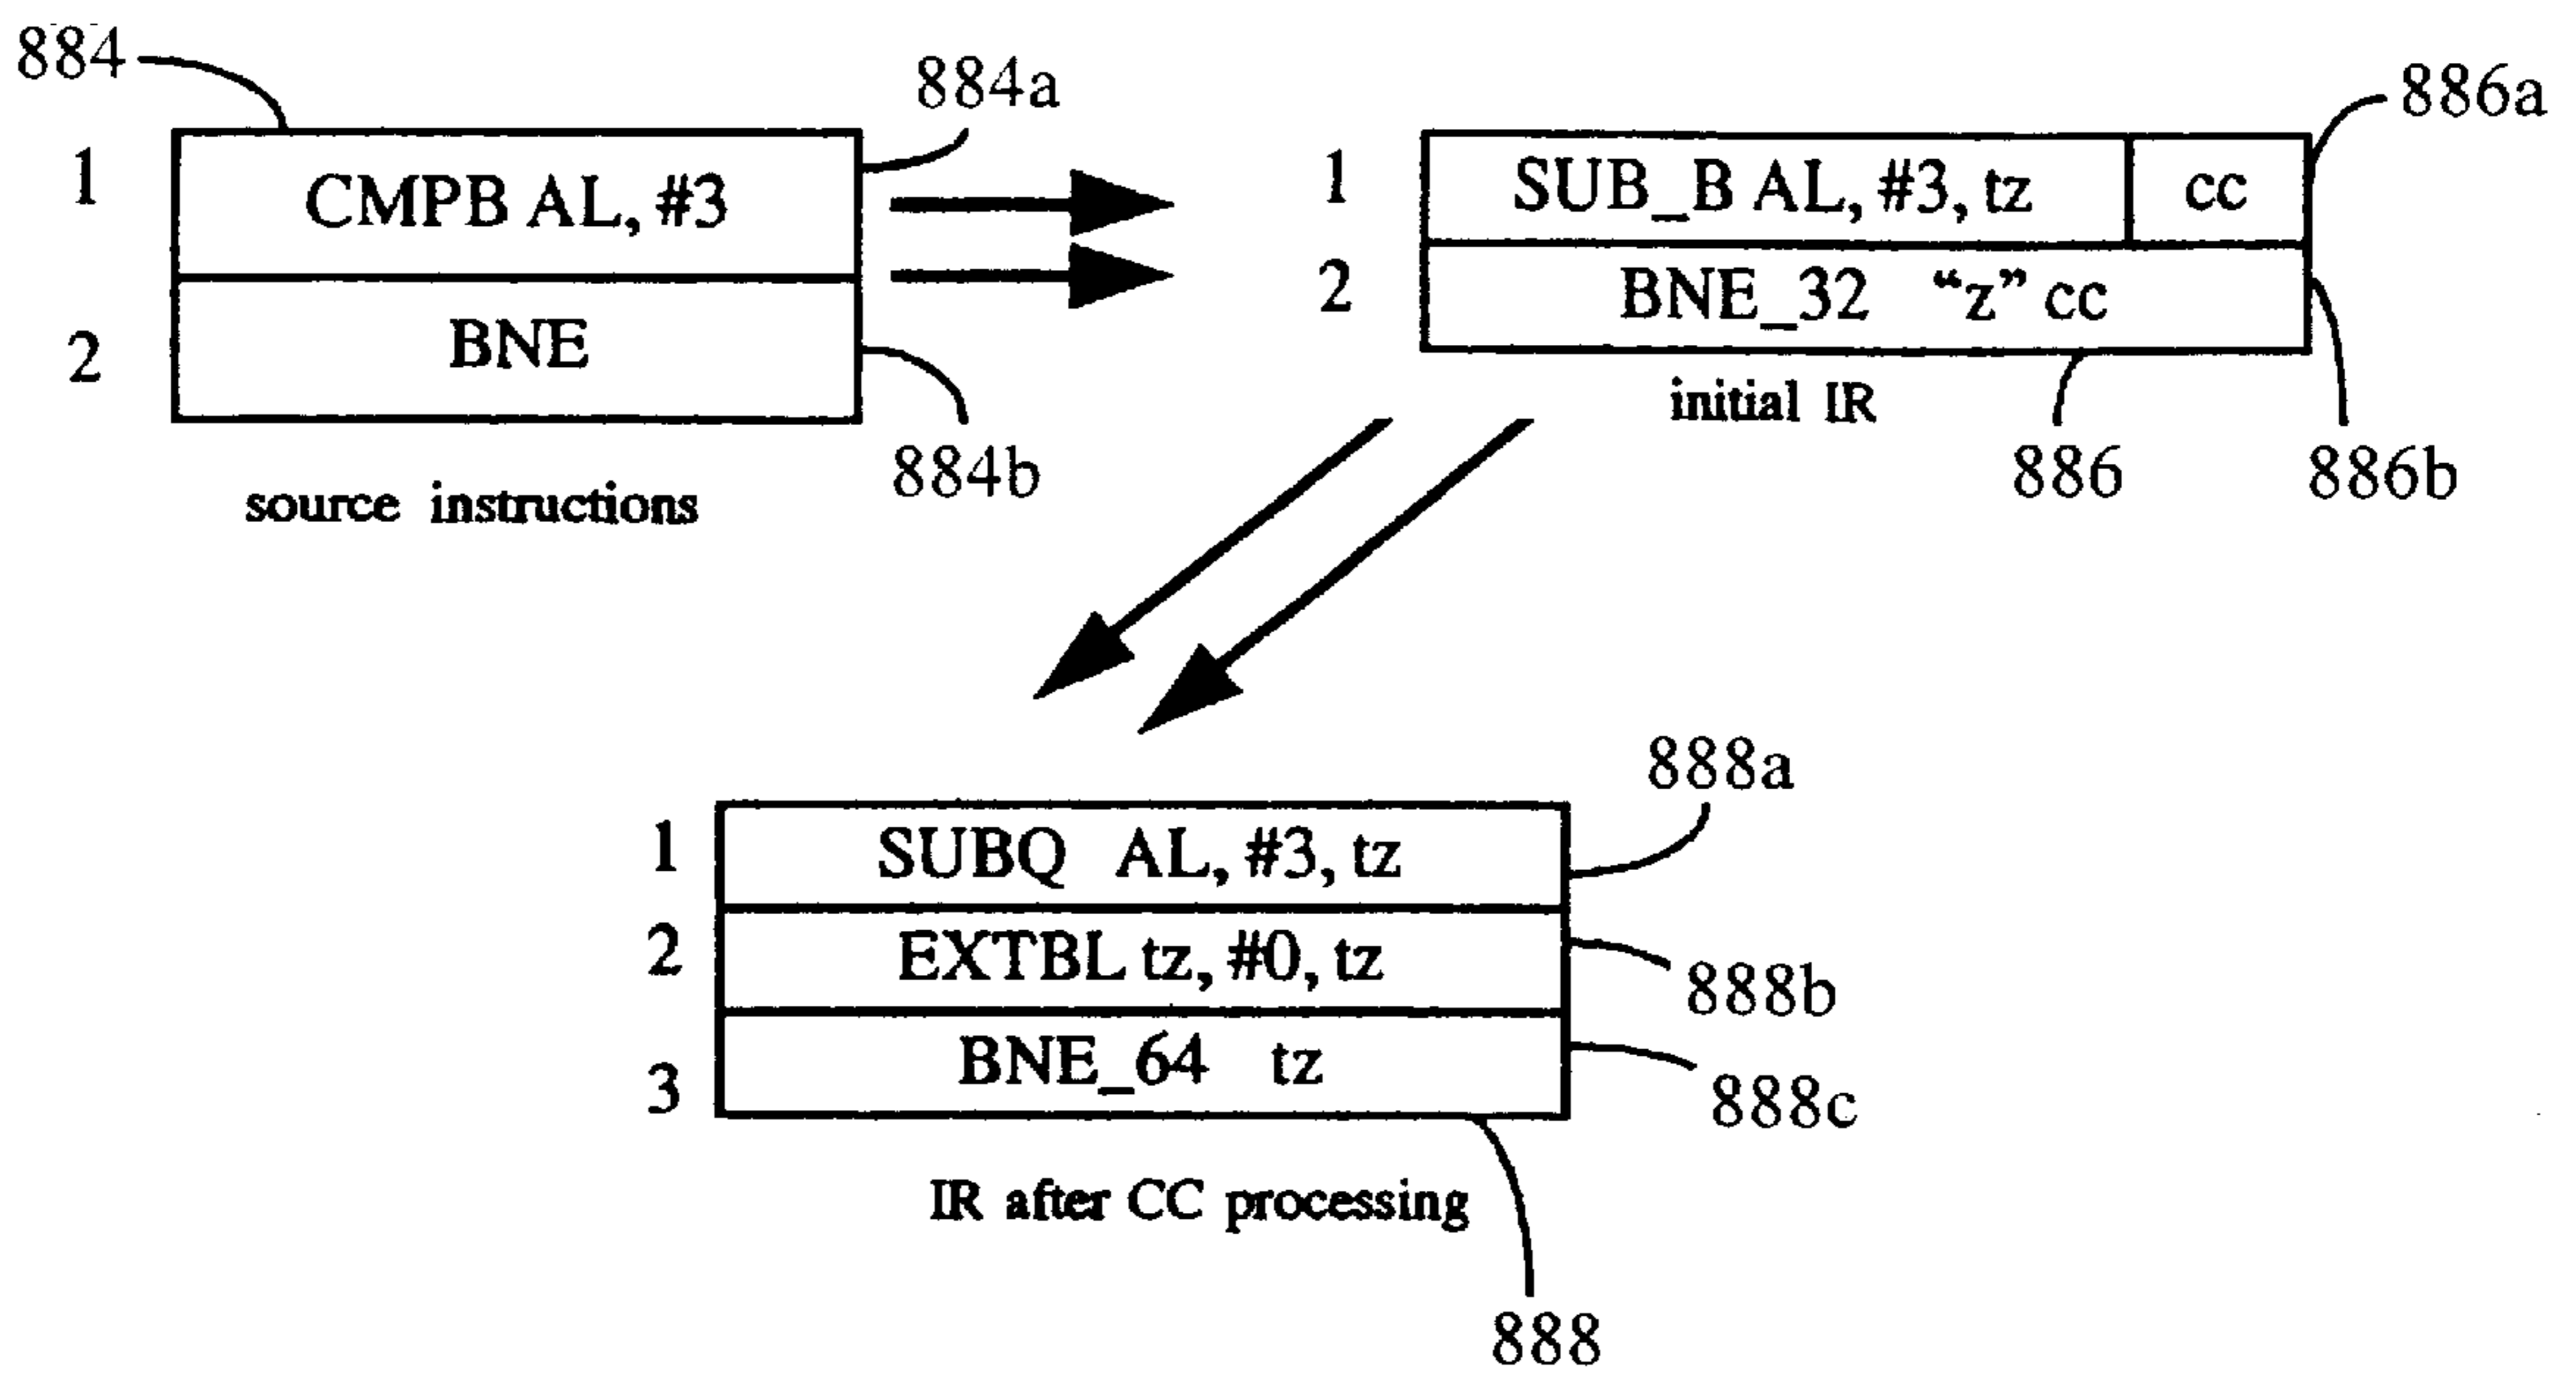 884
884a
886a
1
CMPB AL, #3
1
SUB_B AL, #3, tz
cc
2
BNE
2
BNE_32 “z” cc
initial IR
884b
886
886b
source instructions
888a
1
SUBQ AL, #3, tz
2
EXTBL tz, #0, tz
888b
3
BNE_64 tz
888c
IR after CC processing
888